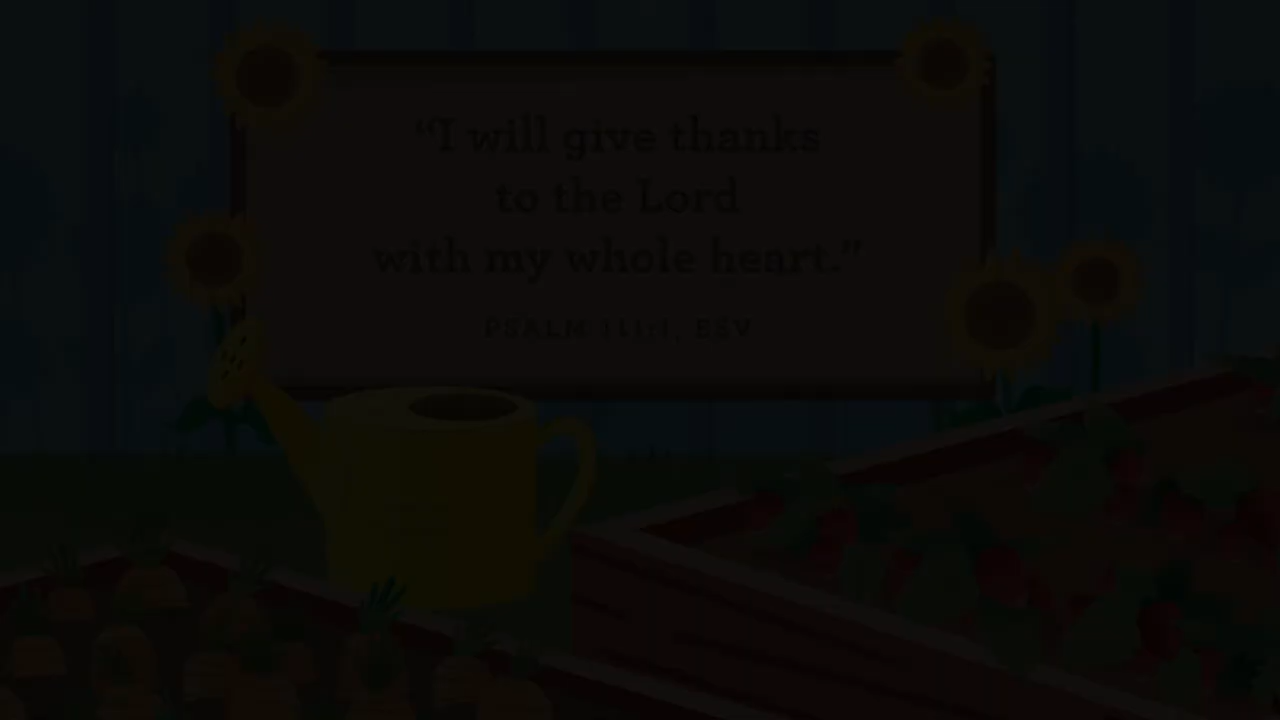 “I will give thanks
to the Lord
with my whole heart.”
PSALM 111:1, ESV